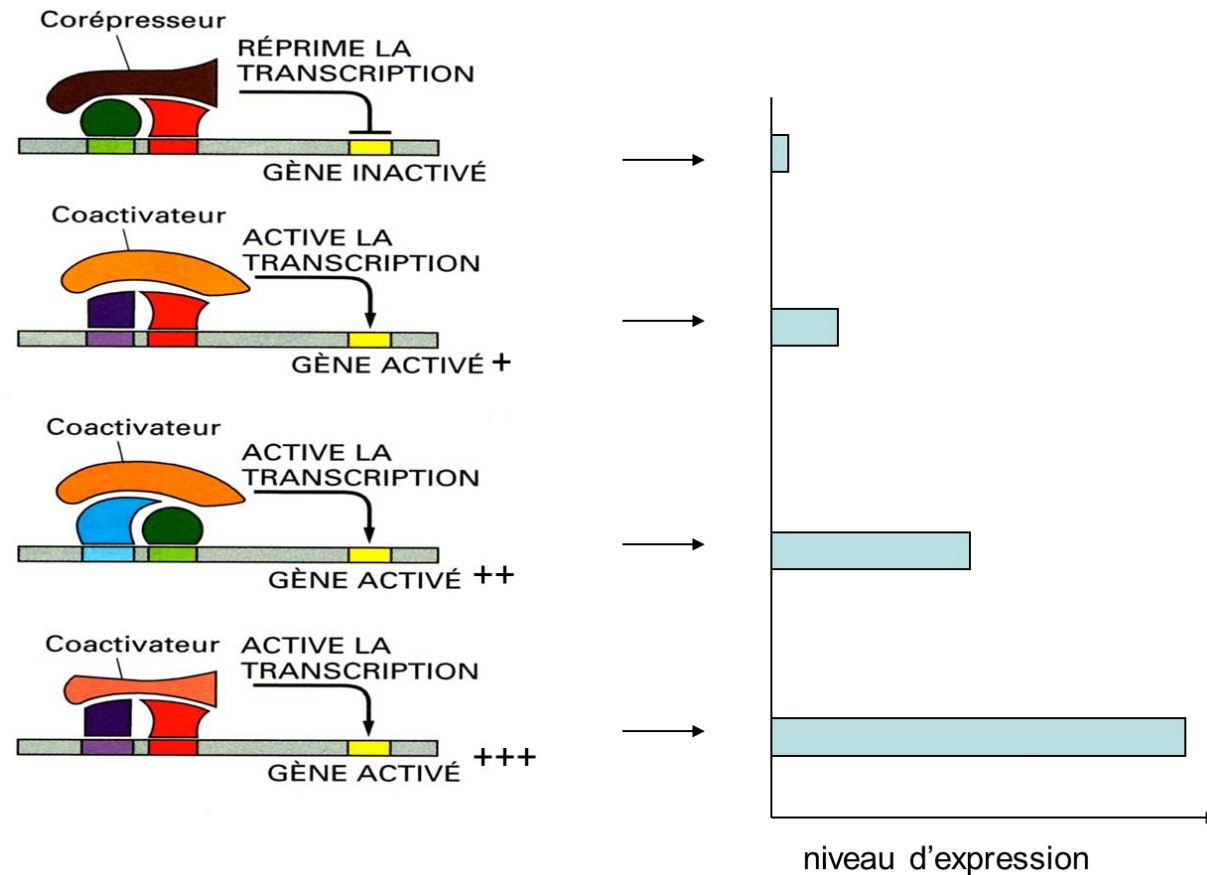 Corépresseur
RÉPRIME LA
TRANSCRIPTION
GÈNE INACTIVÉ
Coactivateur
ACTIVE LA
TRANSCRIPTION
GÈNE ACTIVÉ +
Coactivateur
ACTIVE LA
TRANSCRIPTION
GÈNE ACTIVÉ ++
Coactivateur
ACTIVE LA
TRANSCRIPTION
GÈNE ACTIVÉ +++
niveau d'expression